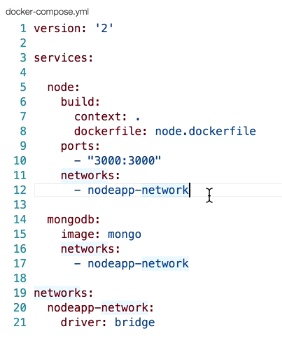 docker-compose.yml
1 version: '2'
2
3 services:
4
5   node:
6     build:
7       context: .
8       dockerfile: node.dockerfile
9     ports:
10       - "3000:3000"
11     networks:
12       - nodeapp-network
13
14   mongodb:
15     image: mongo
16     networks:
17       - nodeapp-network
18
19 networks:
20   nodeapp-network:
21     driver: bridge